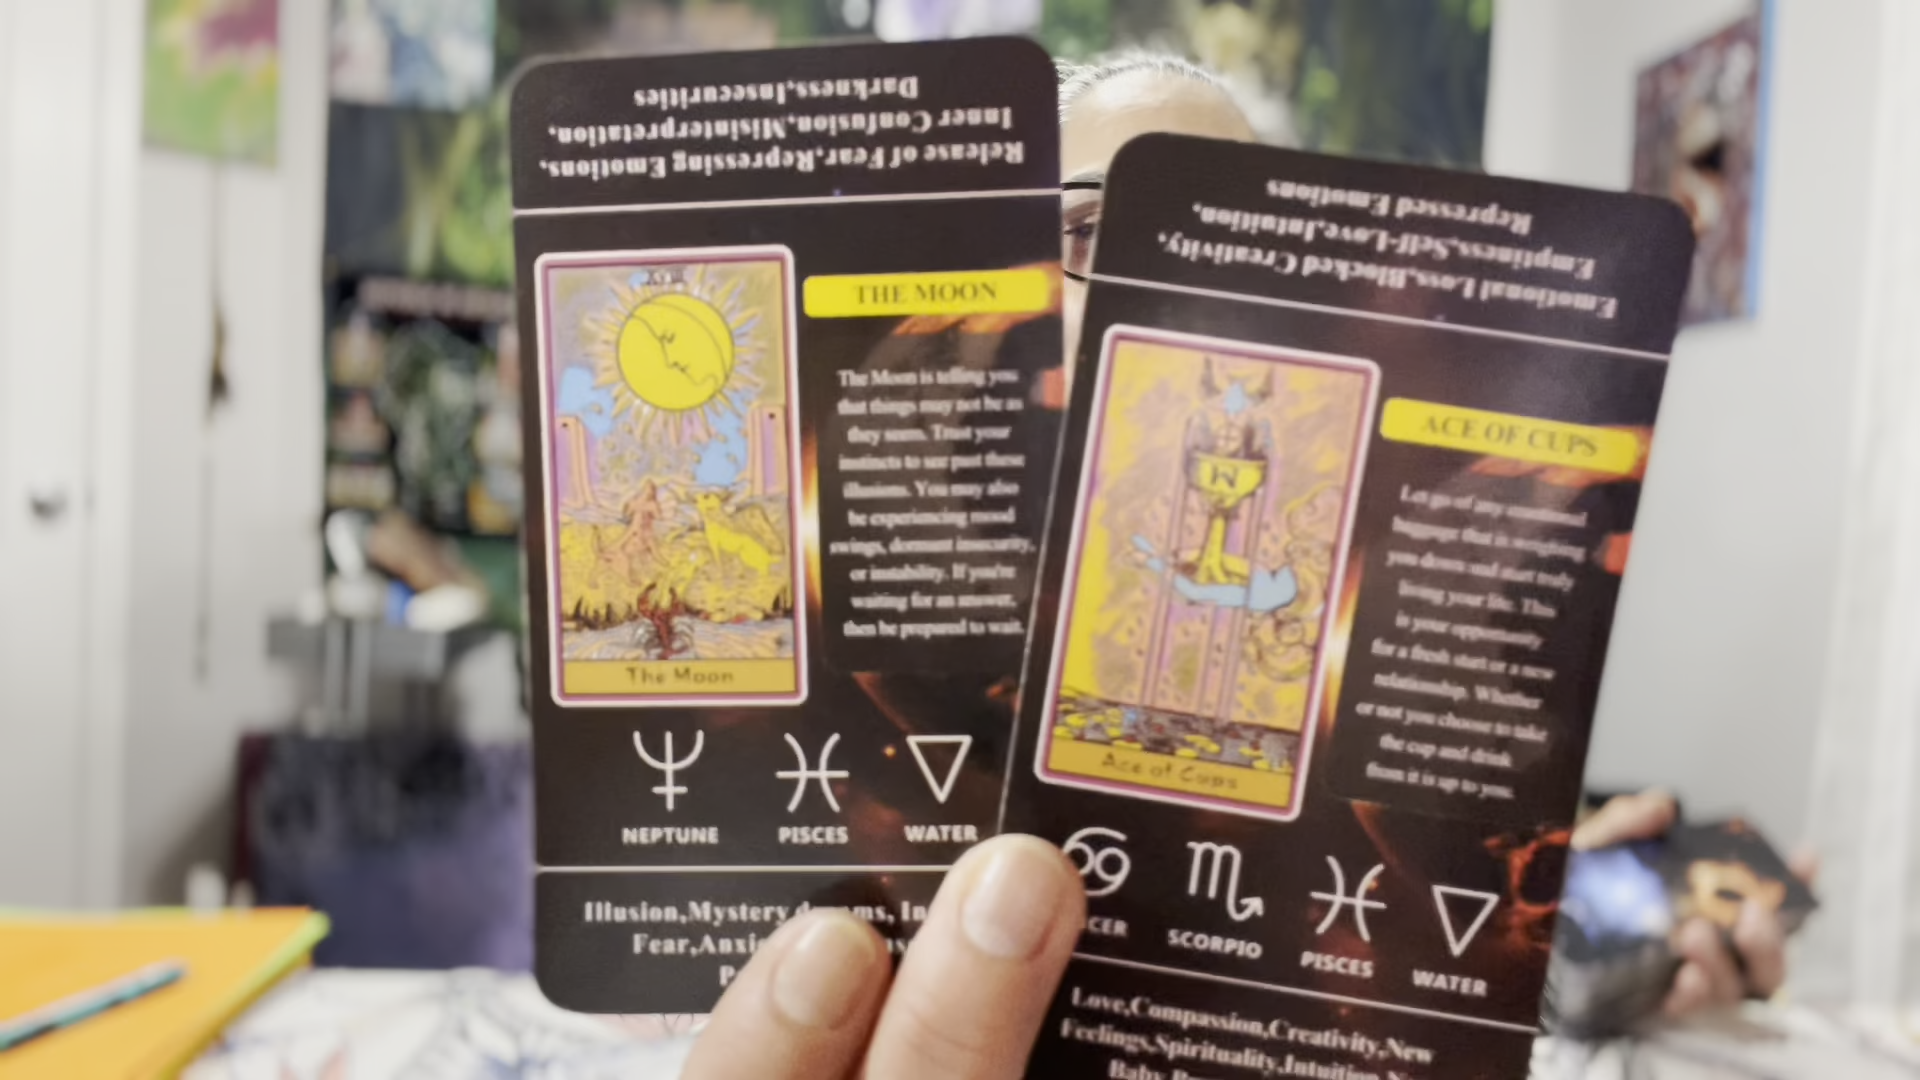 Release of Fear,Repressing Emotions,
Inner Confusion,Misinterpretation,
Darkness,Insecurities
THE MOON
The Moon is telling you
that things may not be as
they seem. Trust your
instincts to see past these
illusions. You may also
be experiencing mood
swings, dormant insecurity,
or instability. If you're
waiting for an answer,
then be prepared to wait.
The Moon
NEPTUNE PISCES WATER
Illusion,Mystery
Fear
Emotional Loss,Blocked Creativity,
Emptiness,Self-Love,Intuition,
Repressed Emotions
ACE OF CUPS
Let go of any emotional
baggage that is weighing
you down and start truly
living your life. This
is your opportunity
for a fresh start or a new
relationship. Whether
or not you choose to take
the cup and drink
from it is up to you.
Ace of Cups
SCORPIO PISCES WATER
Love,Compassion,Creativity,New
Feelings,Spirituality,Intuition
Baby